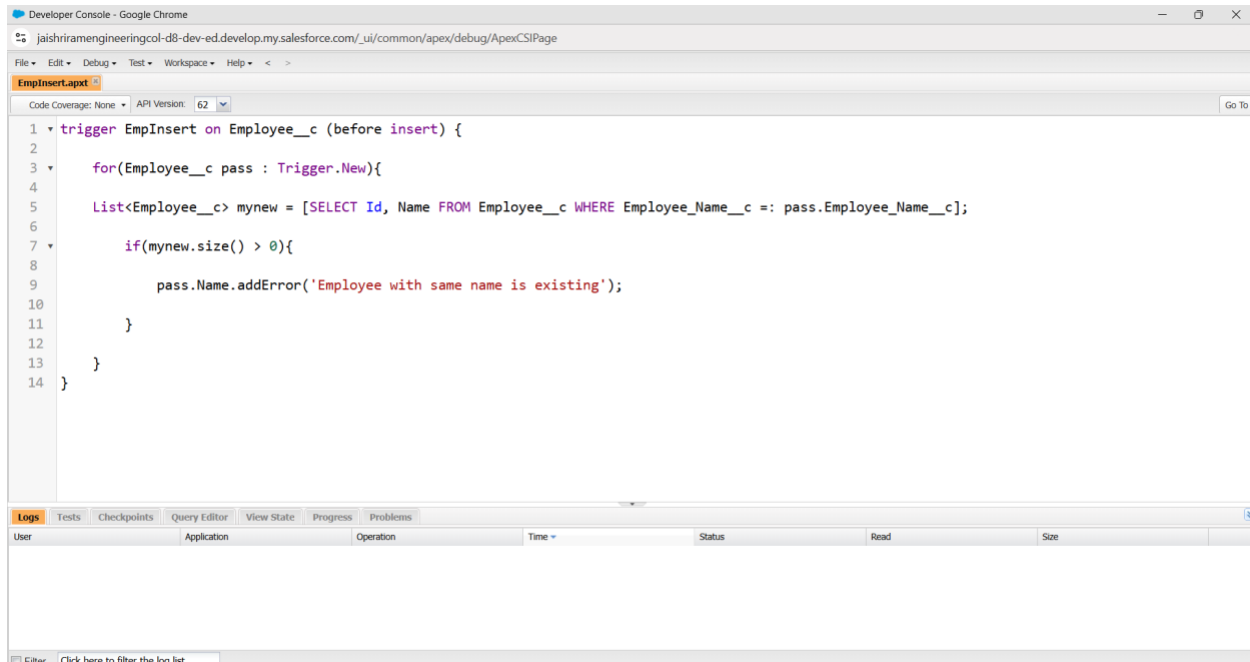 Developer Console - Google Chrome
jaishriramengineeringcol-d8-dev-ed.develop.my.salesforce.com/_ui/common/apex/debug/ApexCSIPage
File Edit Debug Test Workspace Help < >
EmpInsert.apxt
Code Coverage: None API Version: 62 Go To
1 trigger EmpInsert on Employee__c (before insert) {
2
3 for(Employee__c pass : Trigger.New){
4
5 List<Employee__c> mynew = [SELECT Id, Name FROM Employee__c WHERE Employee_Name__c =: pass.Employee_Name__c];
6
7 if(mynew.size() > 0){
8
9 pass.Name.addError('Employee with same name is existing');
10
11 }
12
13 }
14 }
Logs Tests Checkpoints Query Editor View State Progress Problems
User Application Operation Time Status Read Size
Filter Click here to filter the log list